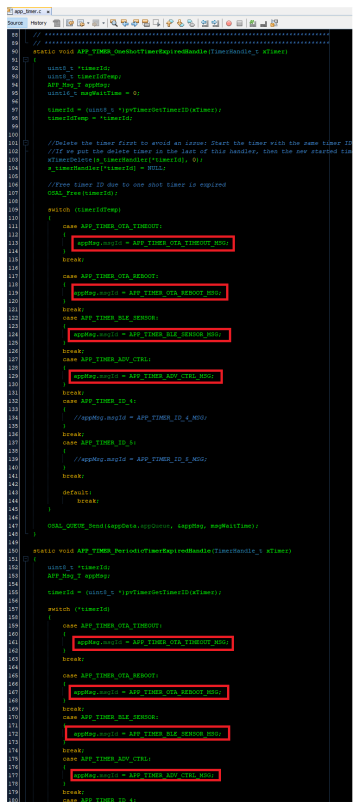 app_timer.c
Source History
88 // ****************************************************************************
89 // ****************************************************************************
90 static void APP_TIMER_OneShotTimerExpiredHandle(TimerHandle_t xTimer)
91 {
92 uint8_t *timerId;
93 uint8_t timerIdTemp;
94 APP_Msg_T appMsg;
95 uint16_t msgWaitTime = 0;
96
97 timerId = (uint8_t *)pvTimerGetTimerID(xTimer);
98 timerIdTemp = *timerId;
99
100
101 //Delete the timer first to avoid an issue: Start the timer with the same timer ID
102 //If we put the delete timer in the last of this handler, then the new started time
103 xTimerDelete(s_timerHandler[*timerId], 0);
104 s_timerHandler[*timerId] = NULL;
105
106 //Free timer ID due to one shot timer is expired
107 OSAL_Free(timerId);
108
109 switch (timerIdTemp)
110 {
111 case APP_TIMER_OTA_TIMEOUT:
112 {
113 appMsg.msgId = APP_TIMER_OTA_TIMEOUT_MSG;
114 }
115 break;
116
117 case APP_TIMER_OTA_REBOOT:
118 {
119 appMsg.msgId = APP_TIMER_OTA_REBOOT_MSG;
120 }
121 break;
122 case APP_TIMER_BLE_SENSOR:
123 {
124 appMsg.msgId = APP_TIMER_BLE_SENSOR_MSG;
125 }
126 break;
127 case APP_TIMER_ADV_CTRL:
128 {
129 appMsg.msgId = APP_TIMER_ADV_CTRL_MSG;
130 }
131 break;
132 case APP_TIMER_ID_4:
133 {
134 //appMsg.msgId = APP_TIMER_ID_4_MSG;
135 }
136 break;
137 case APP_TIMER_ID_5:
138 {
139 //appMsg.msgId = APP_TIMER_ID_5_MSG;
140 }
141 break;
142
143 default:
144 break;
145 }
146
147 OSAL_QUEUE_Send(&appData.appQueue, &appMsg, msgWaitTime);
148 }
149
150 static void APP_TIMER_PeriodicTimerExpiredHandle(TimerHandle_t xTimer)
151 {
152 uint8_t *timerId;
153 APP_Msg_T appMsg;
154
155 timerId = (uint8_t *)pvTimerGetTimerID(xTimer);
156
157 switch (*timerId)
158 {
159 case APP_TIMER_OTA_TIMEOUT:
160 {
161 appMsg.msgId = APP_TIMER_OTA_TIMEOUT_MSG;
162 }
163 break;
164
165 case APP_TIMER_OTA_REBOOT:
166 {
167 appMsg.msgId = APP_TIMER_OTA_REBOOT_MSG;
168 }
169 break;
170 case APP_TIMER_BLE_SENSOR:
171 {
172 appMsg.msgId = APP_TIMER_BLE_SENSOR_MSG;
173 }
174 break;
175 case APP_TIMER_ADV_CTRL:
176 {
177 appMsg.msgId = APP_TIMER_ADV_CTRL_MSG;
178 }
179 break;
180 case APP_TIMER_ID_4: